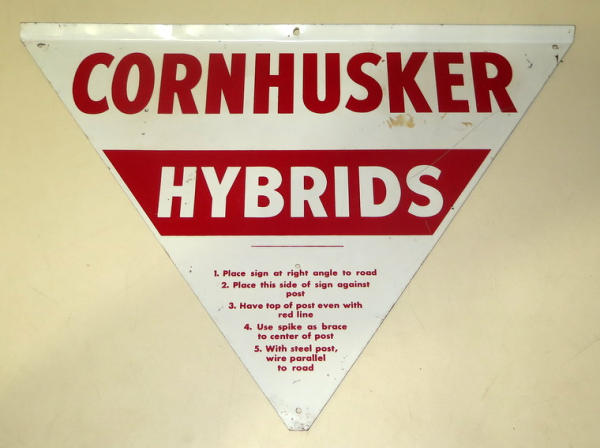 CORNHUSKER
HYBRIDS
1. Place sign at right angle to road
2. Place this side of sign against
post
3. Have top of post even with
red line
4. Use spike as brace
to center of post
5. With steel post,
wire parallel
to road